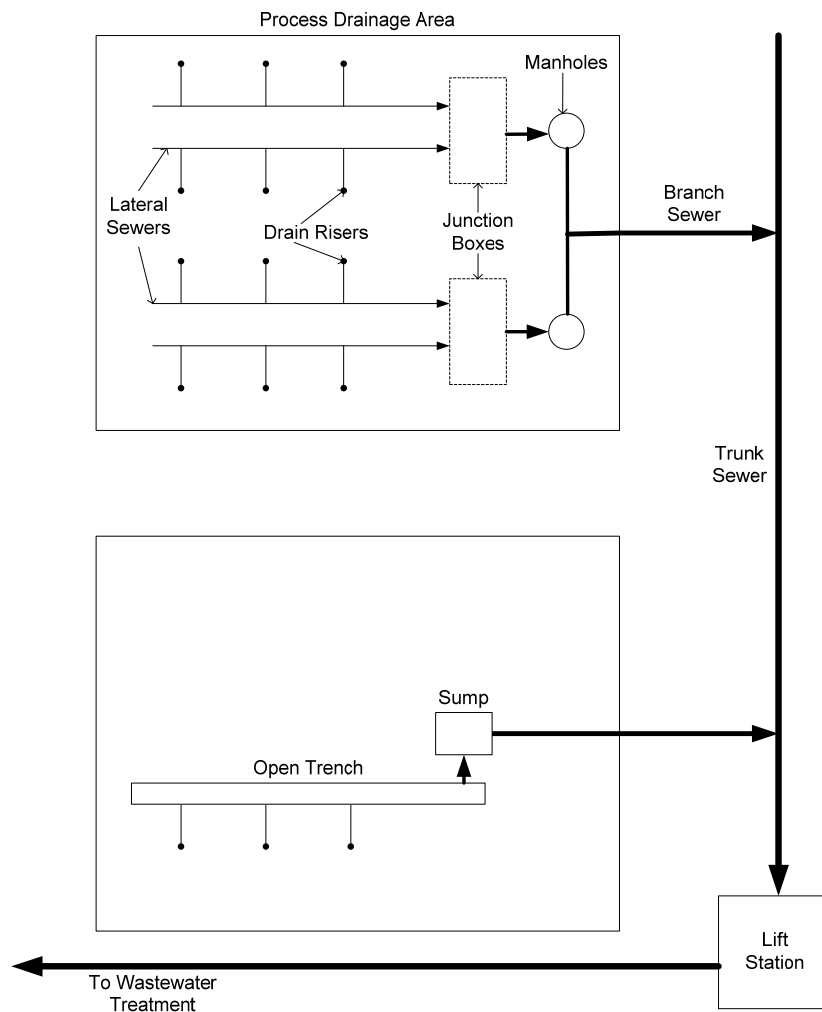 Process Drainage Area
Manholes
Lateral
Sewers
Drain Risers
Junction
Boxes
Branch
Sewer
Trunk
Sewer
Sump
Open Trench
Lift
Station
To Wastewater
Treatment